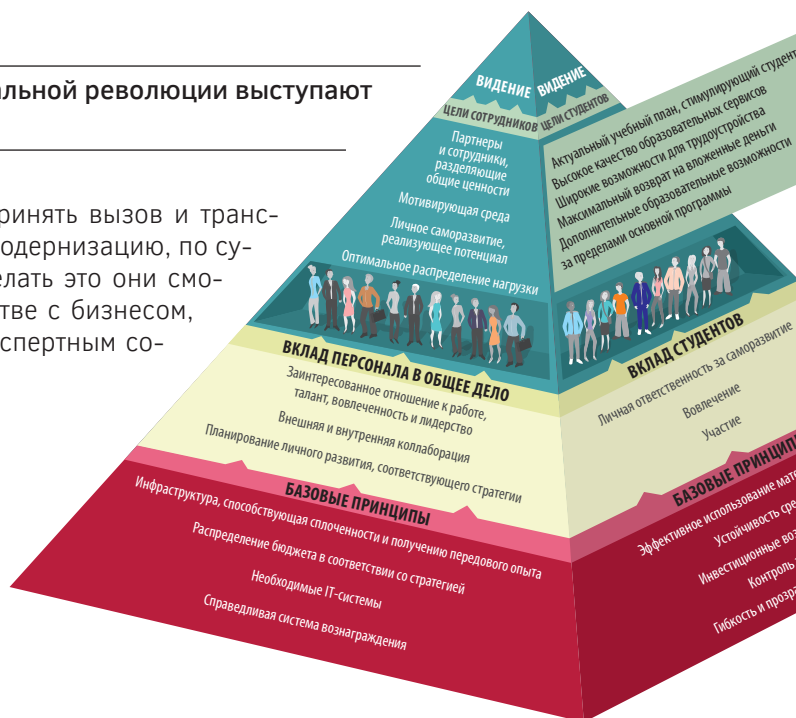 альной революции выступают
ринять вызов и транс-
одернизацию, по су-
елать это они смо-
тве с бизнесом,
спертным со-
ВИДЕНИЕ
ЦЕЛИ СОТРУДНИКОВ
Партнеры
и сотрудники,
разделяющие
общие ценности
Мотивирующая среда
Личное саморазвитие,
реализующее потенциал
Оптимальное распределение нагрузки
ВКЛАД ПЕРСОНАЛА В ОБЩЕЕ ДЕЛО
Заинтересованное отношение к работе,
талант, вовлеченность и лидерство
Внешняя и внутренняя коллаборация
Планирование личного развития, соответствующего стратегии
БАЗОВЫЕ ПРИНЦИПЫ
Инфраструктура, способствующая сплоченности и получению передового опыта
Распределение бюджета в соответствии со стратегией
Необходимые IT-системы
Справедливая система вознаграждения
ВИДЕНИЕ
ЦЕЛИ СТУДЕНТОВ
Актуальный учебный план, стимулирующий студент
Высокое качество образовательных сервисов
Широкие возможности для трудоустройства
Максимальный возврат на вложенные деньги
Дополнительные образовательные возможности
за пределами основной программы
ВКЛАД СТУДЕНТОВ
Личная ответственность за саморазвитие
Вовлечение
Участие
БАЗОВЫЕ ПРИНЦИПЫ
Эффективное использование мате
Устойчивость сре
Инвестиционные воз
Контроль
Гибкость и прозра